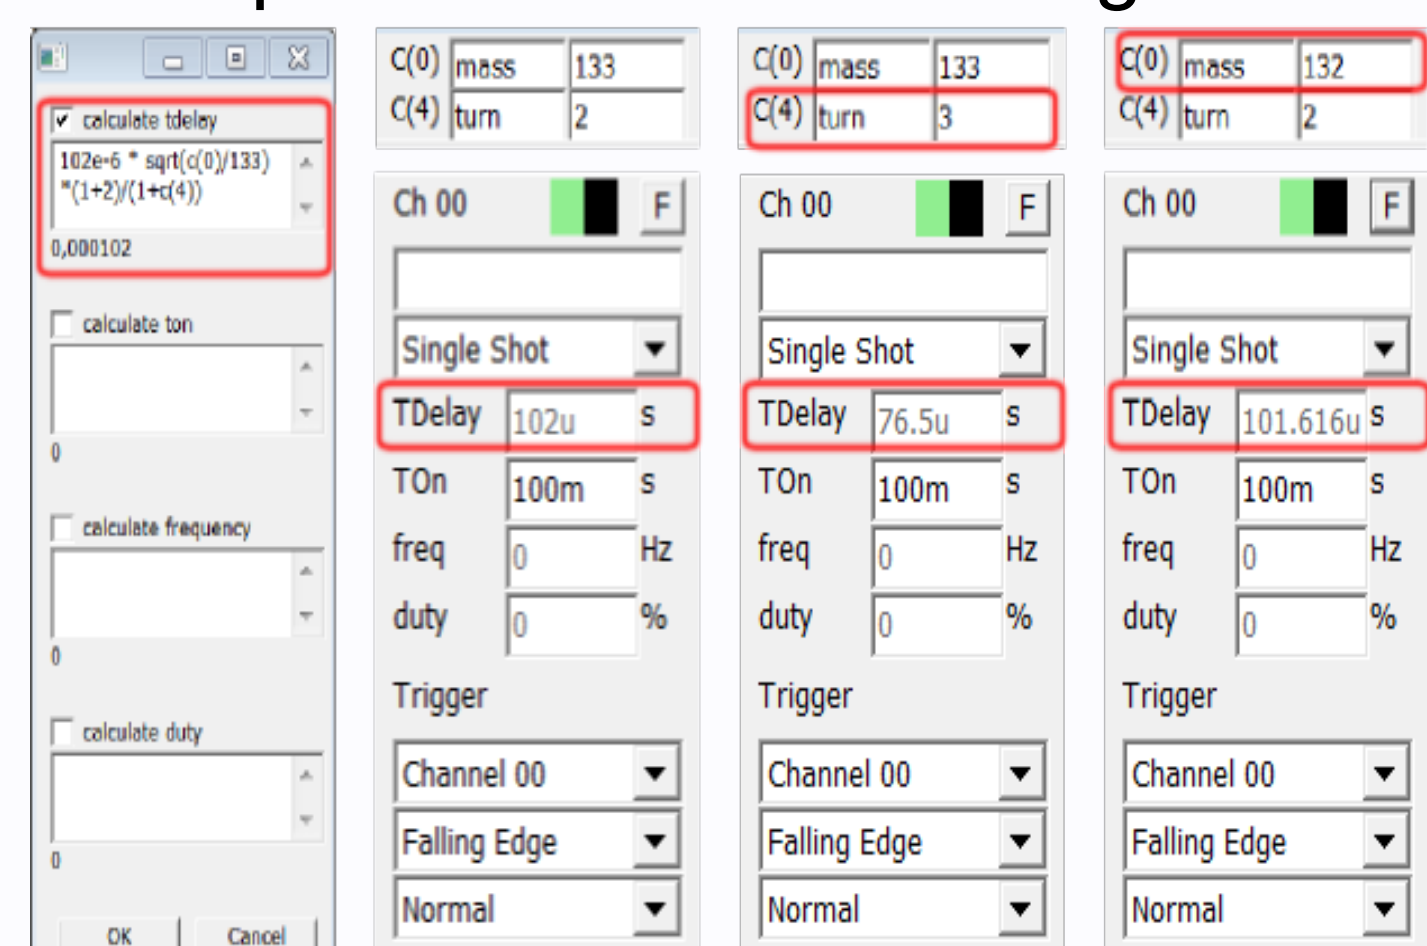 calculate tdelay
102e-6 * sqrt(c(0)/133)
*(1+2)/(1+c(4))
0,000102
calculate ton
0
calculate frequency
0
calculate duty
0
OK Cancel
C(0) mass 133
C(4) turn 2
Ch 00 F
Single Shot
TDelay 102u s
TOn 100m s
freq 0 Hz
duty 0 %
Trigger
Channel 00
Falling Edge
Normal
C(0) mass 133
C(4) turn 3
Ch 00 F
Single Shot
TDelay 76.5u s
TOn 100m s
freq 0 Hz
duty 0 %
Trigger
Channel 00
Falling Edge
Normal
C(0) mass 132
C(4) turn 2
Ch 00 F
Single Shot
TDelay 101.616u s
TOn 100m s
freq 0 Hz
duty 0 %
Trigger
Channel 00
Falling Edge
Normal